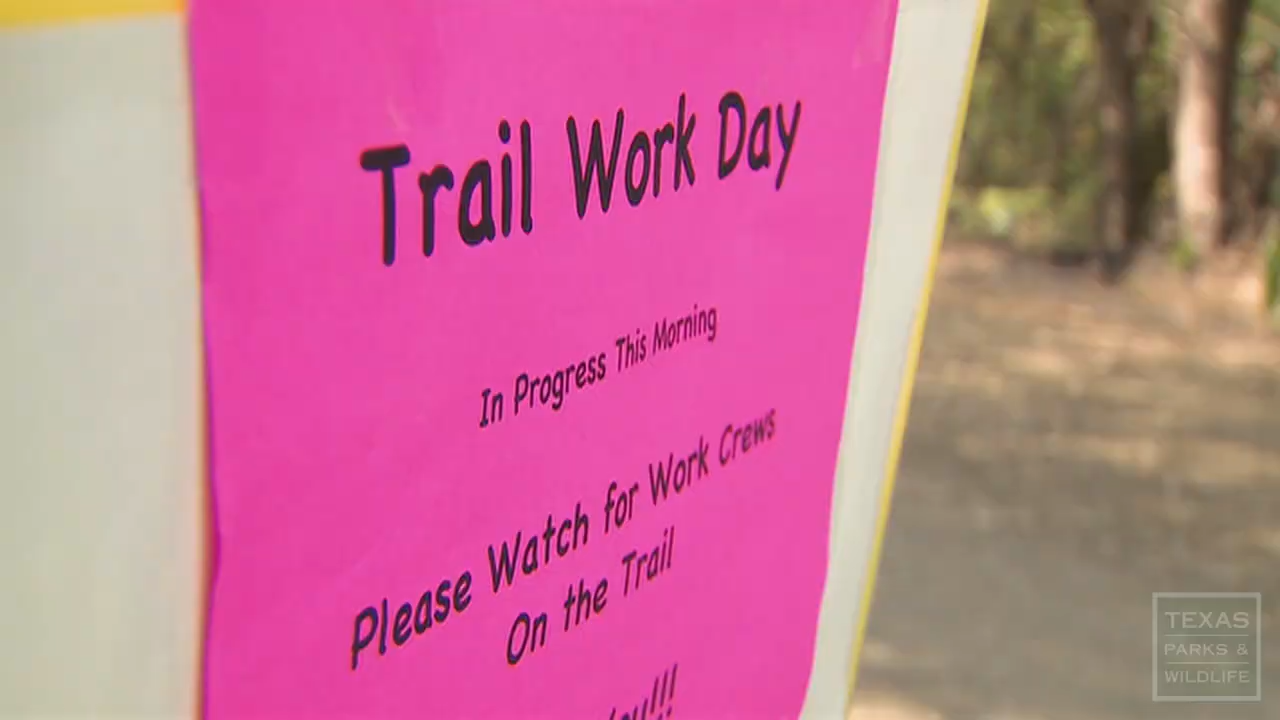 Trail Work Day
In Progress This Morning
Please Watch for Work Crews
On the Trail
TEXAS
PARKS &
WILDLIFE